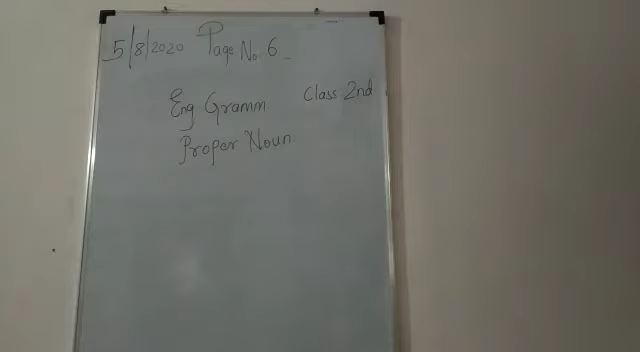 5/8/2020 Page No. 6
Class 2nd
Eng Gramm
Proper Noun